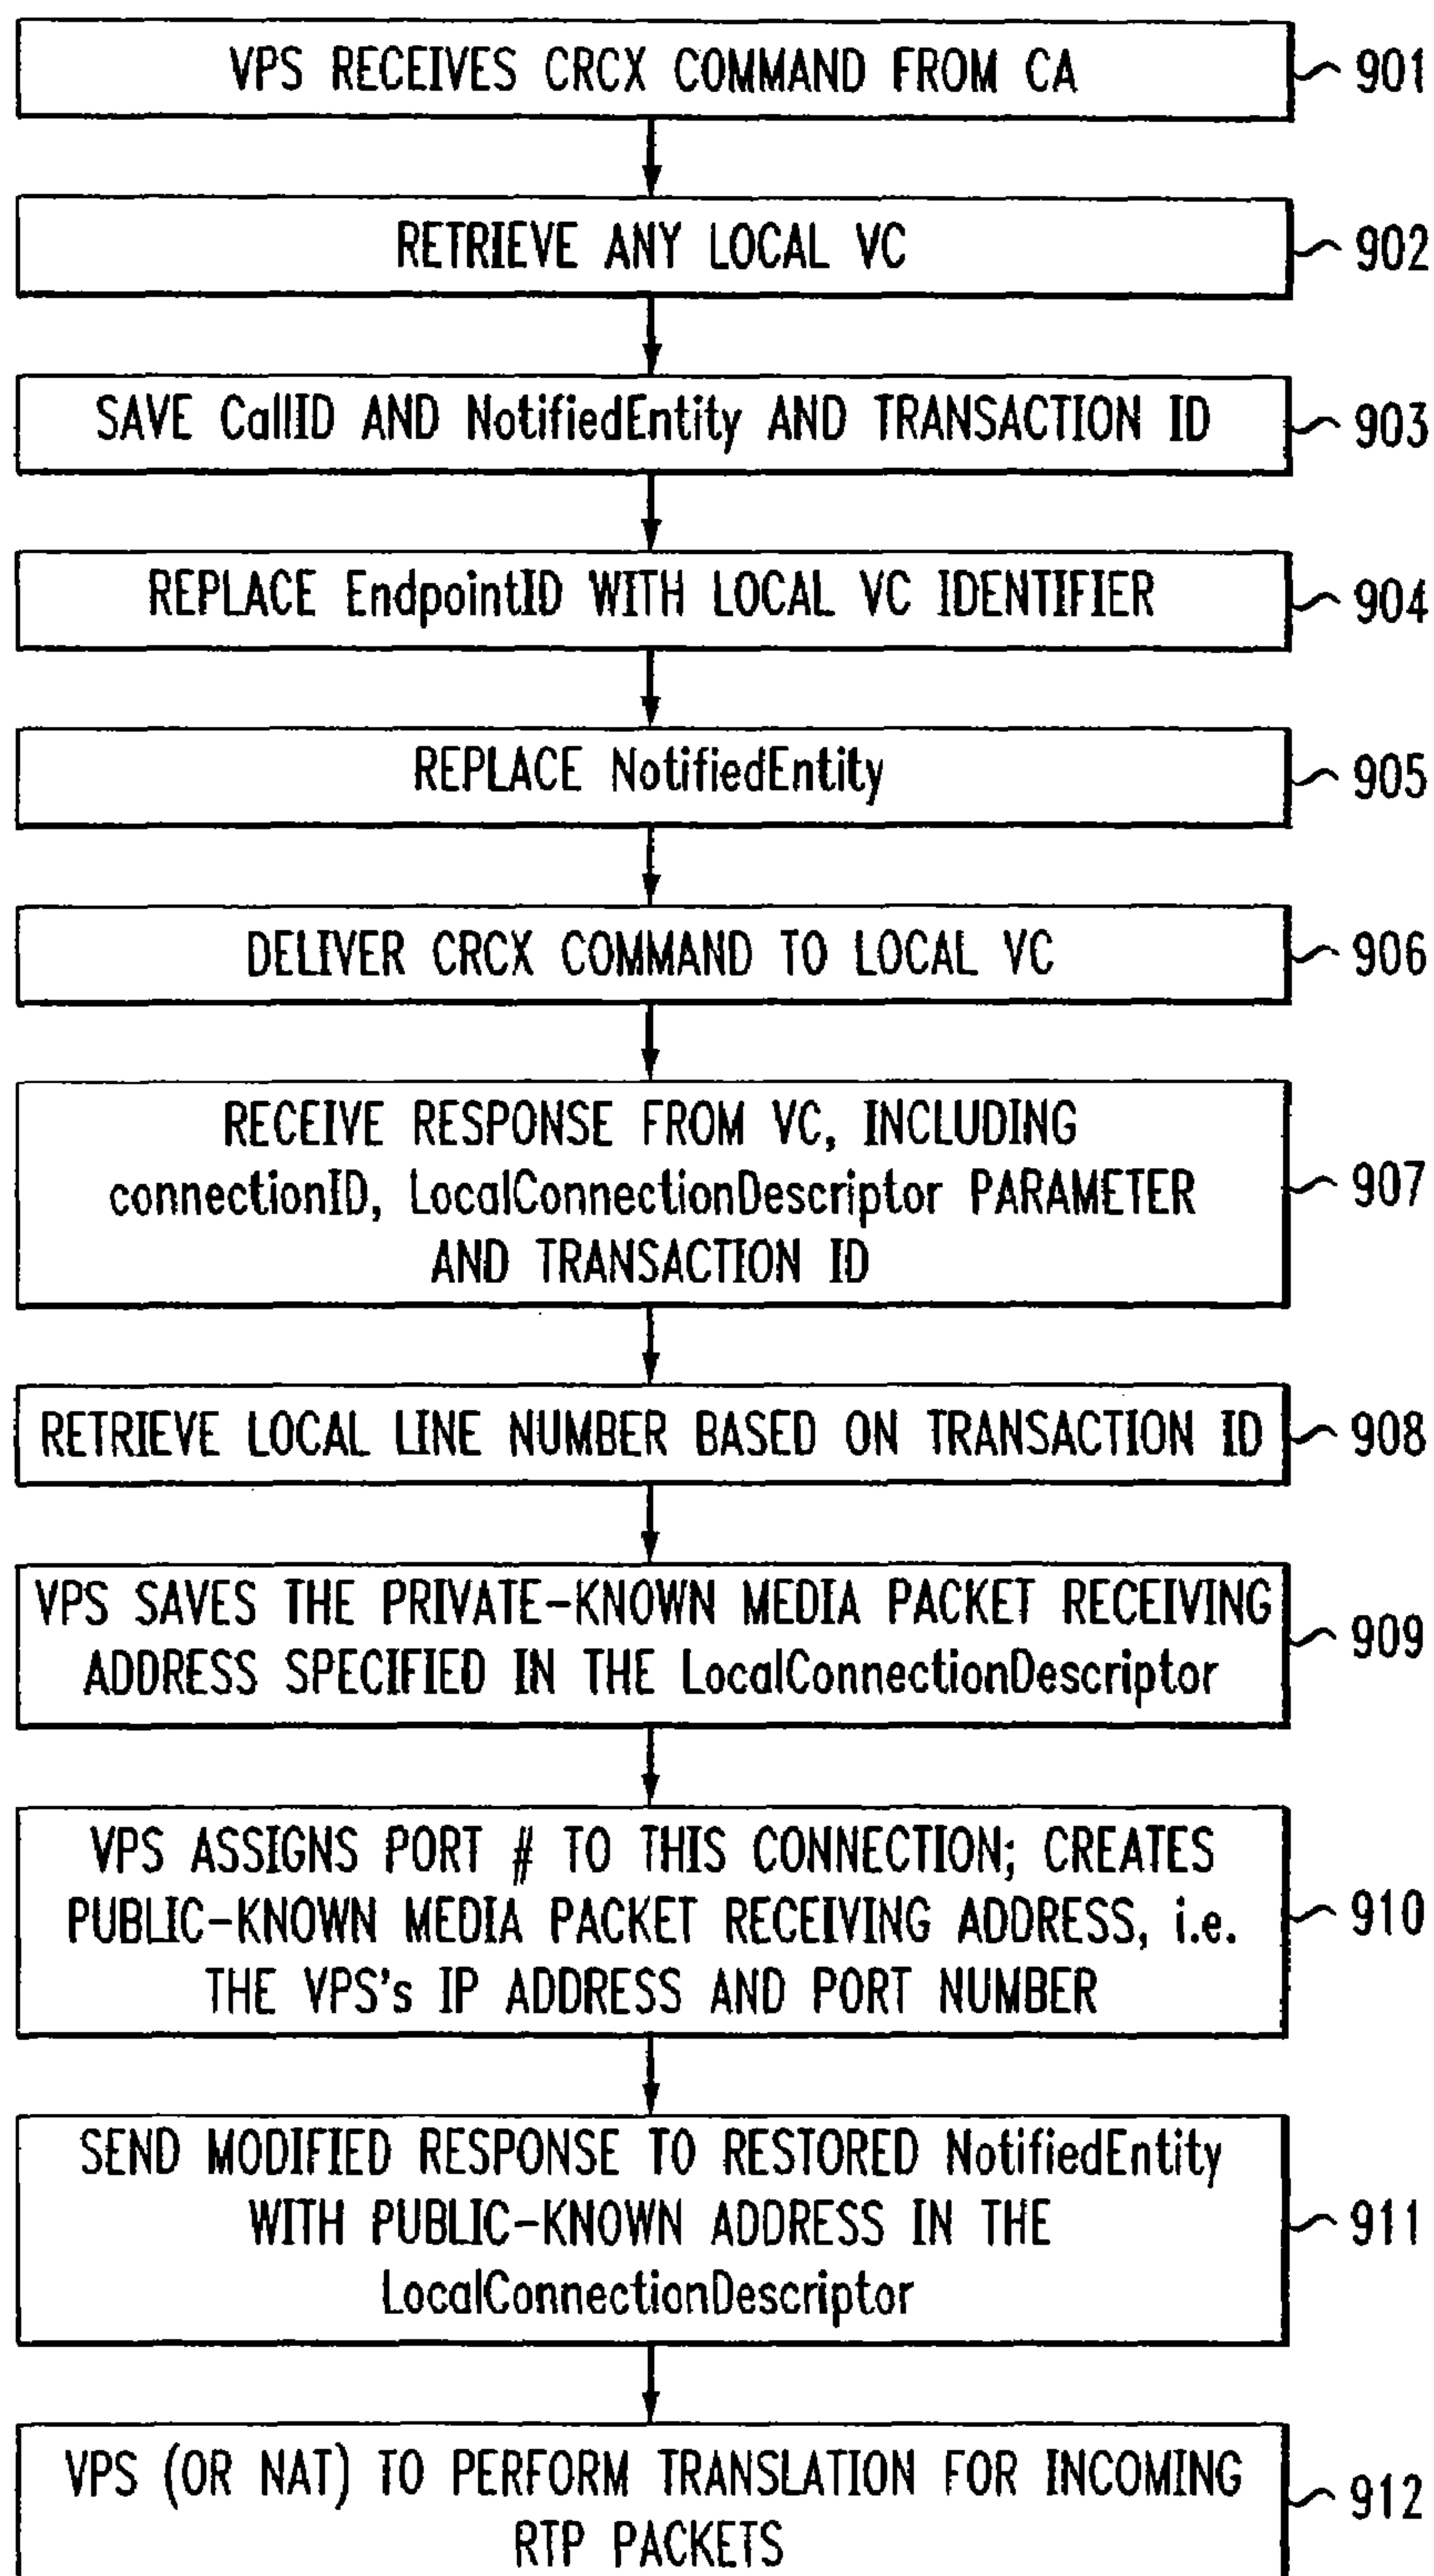 VPS RECEIVES CRCX COMMAND FROM CA
901
RETRIEVE ANY LOCAL VC
902
SAVE CallID AND NotifiedEntity AND TRANSACTION ID
903
REPLACE EndpointID WITH LOCAL VC IDENTIFIER
904
REPLACE NotifiedEntity
905
DELIVER CRCX COMMAND TO LOCAL VC
906
RECEIVE RESPONSE FROM VC, INCLUDING
connectionID, LocalConnectionDescriptor PARAMETER
AND TRANSACTION ID
907
RETRIEVE LOCAL LINE NUMBER BASED ON TRANSACTION ID
908
VPS SAVES THE PRIVATE-KNOWN MEDIA PACKET RECEIVING
ADDRESS SPECIFIED IN THE LocalConnectionDescriptor
909
VPS ASSIGNS PORT # TO THIS CONNECTION; CREATES
PUBLIC-KNOWN MEDIA PACKET RECEIVING ADDRESS, i.e.
THE VPS's IP ADDRESS AND PORT NUMBER
910
SEND MODIFIED RESPONSE TO RESTORED NotifiedEntity
WITH PUBLIC-KNOWN ADDRESS IN THE
LocalConnectionDescriptor
911
VPS (OR NAT) TO PERFORM TRANSLATION FOR INCOMING
RTP PACKETS
912